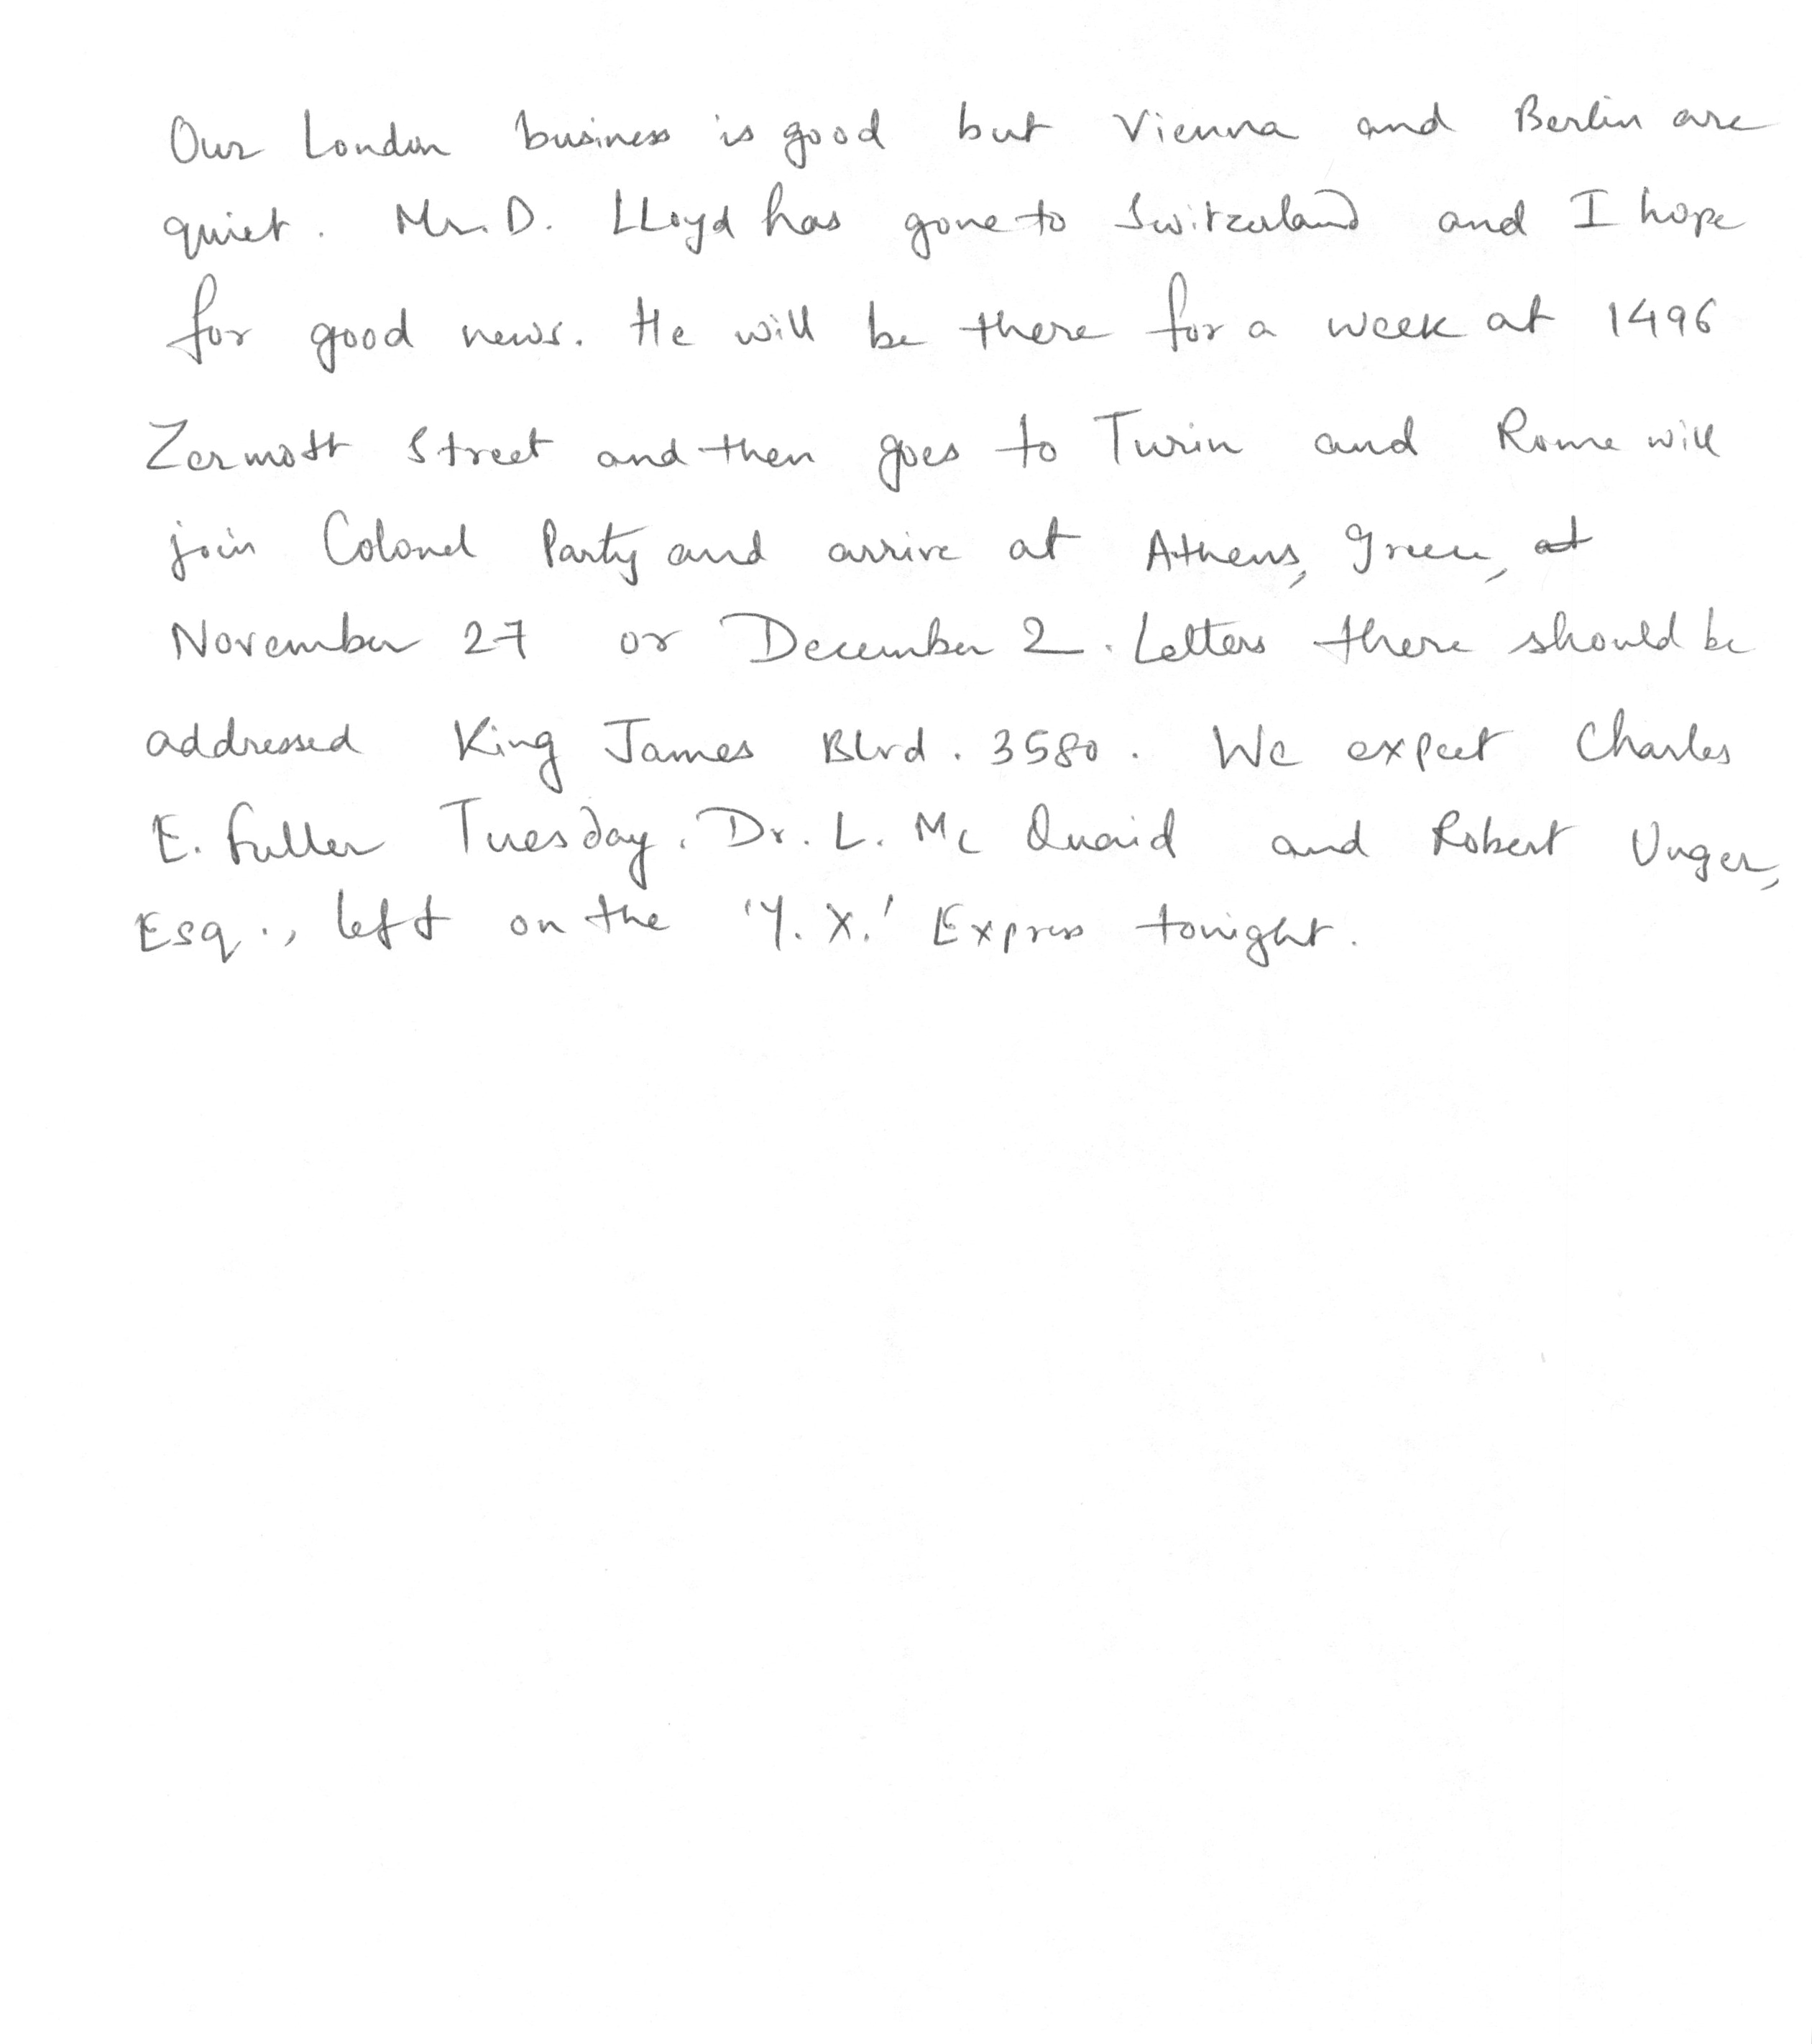 Our London business is good but Vienna and Berlin are
quiet. Mr. D. LLoyd has gone to Switzerland and I hope
for good news. He will be there for a week at 1496
Zermott Street and then goes to Turin and Rome will
join Colonel Party and arrive at Athens, Greece, at
November 27 or December 2. Letters there should be
addressed King James Blvd. 3580. We expect Charles
E. Fuller Tuesday. Dr. L. Mc Quaid and Robert Unger,
Esq., left on the 'Y. X.' Express tonight.